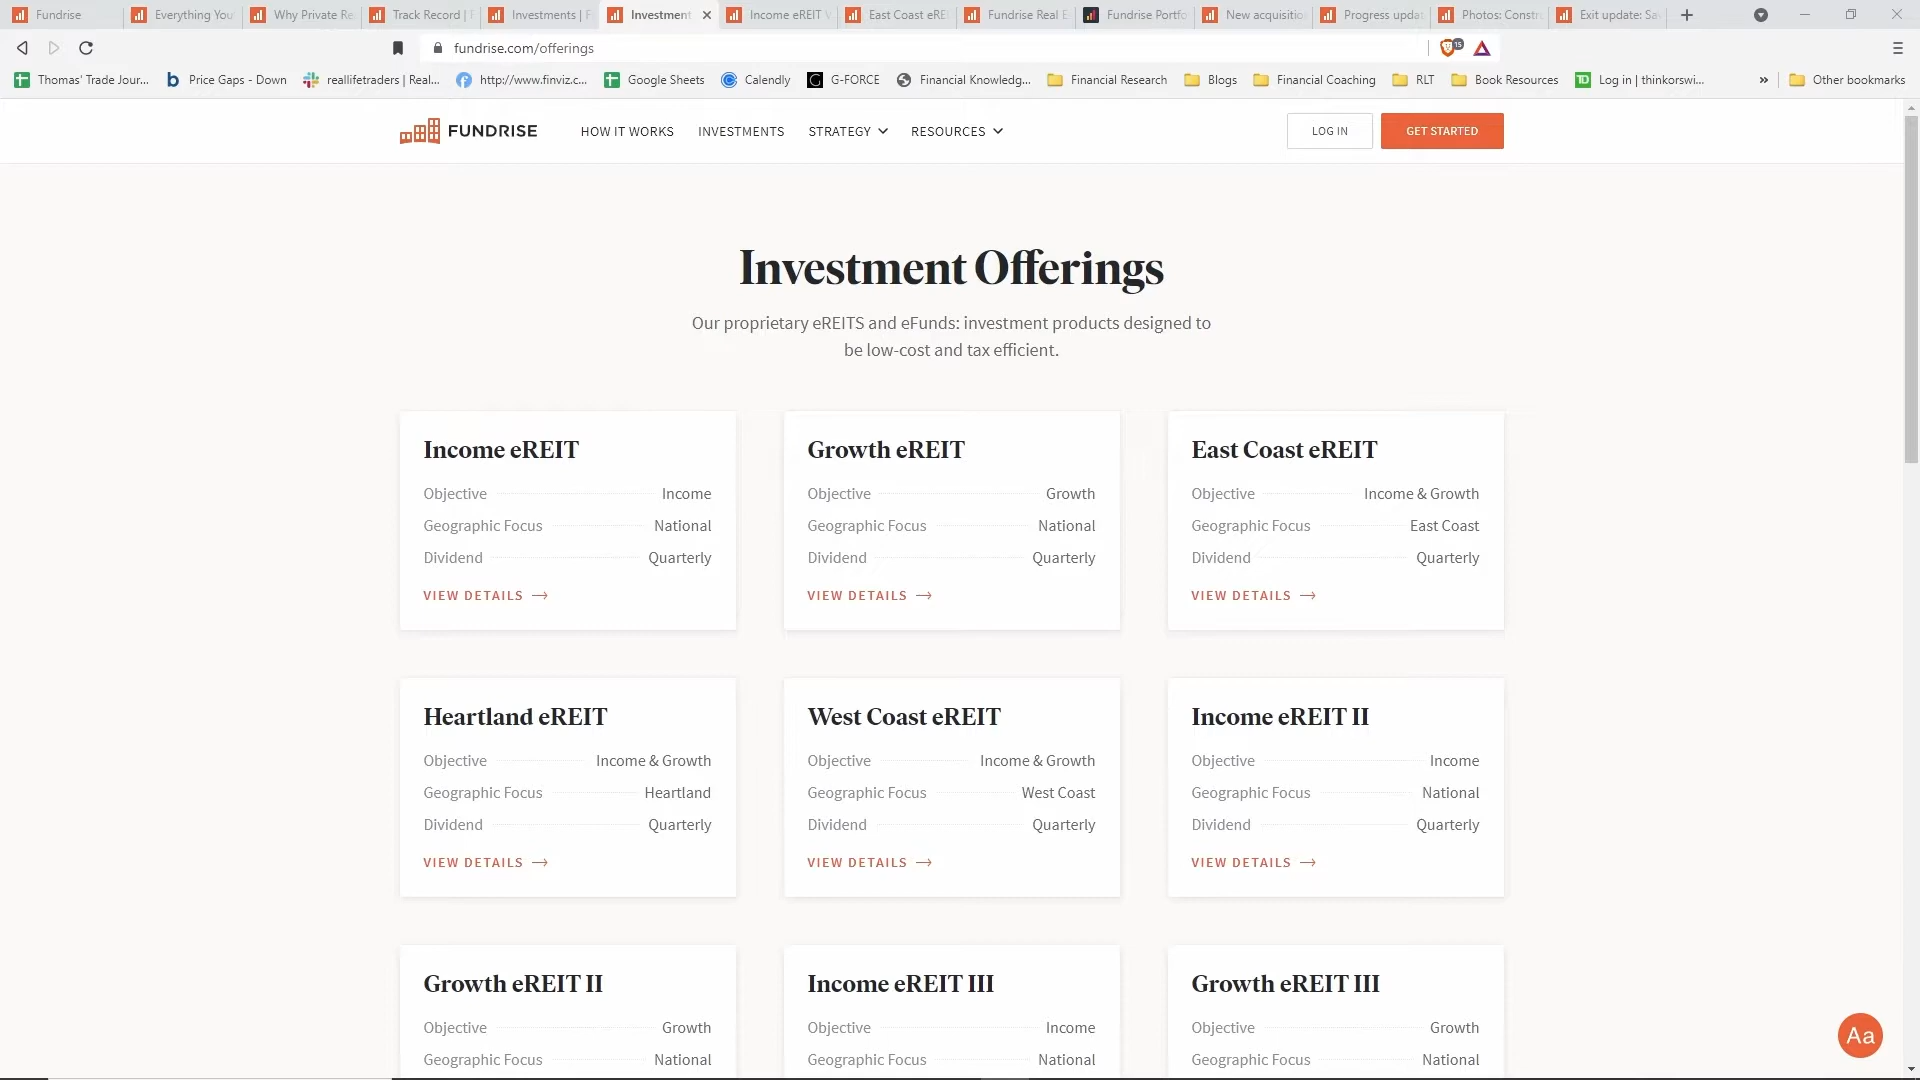 Fundrise
Everything You'
Why Private Re
Track Record | F
Investments | F
Investment
Income eREIT V
East Coast eREI
Fundrise Real E
Fundrise Portfo
New acquisitio
Progress updat
Photos: Constru
Exit update: Sa
fundrise.com/offerings
15
Thomas' Trade Jour...
Price Gaps - Down
reallifetraders | Real...
http://www.finviz.c...
Google Sheets
Calendly
G-FORCE
Financial Knowledg...
Financial Research
Blogs
Financial Coaching
RLT
Book Resources
Log in | thinkorswi...
»
Other bookmarks
FUNDRISE
HOW IT WORKS
INVESTMENTS
STRATEGY
RESOURCES
LOG IN
GET STARTED
Investment Offerings
Our proprietary eREITS and eFunds: investment products designed to
be low-cost and tax efficient.
Income eREIT
Objective Income
Geographic Focus National
Dividend Quarterly
VIEW DETAILS
Growth eREIT
Objective Growth
Geographic Focus National
Dividend Quarterly
VIEW DETAILS
East Coast eREIT
Objective Income & Growth
Geographic Focus East Coast
Dividend Quarterly
VIEW DETAILS
Heartland eREIT
Objective Income & Growth
Geographic Focus Heartland
Dividend Quarterly
VIEW DETAILS
West Coast eREIT
Objective Income & Growth
Geographic Focus West Coast
Dividend Quarterly
VIEW DETAILS
Income eREIT II
Objective Income
Geographic Focus National
Dividend Quarterly
VIEW DETAILS
Growth eREIT II
Objective Growth
Geographic Focus National
Income eREIT III
Objective Income
Geographic Focus National
Growth eREIT III
Objective Growth
Geographic Focus National
Aa